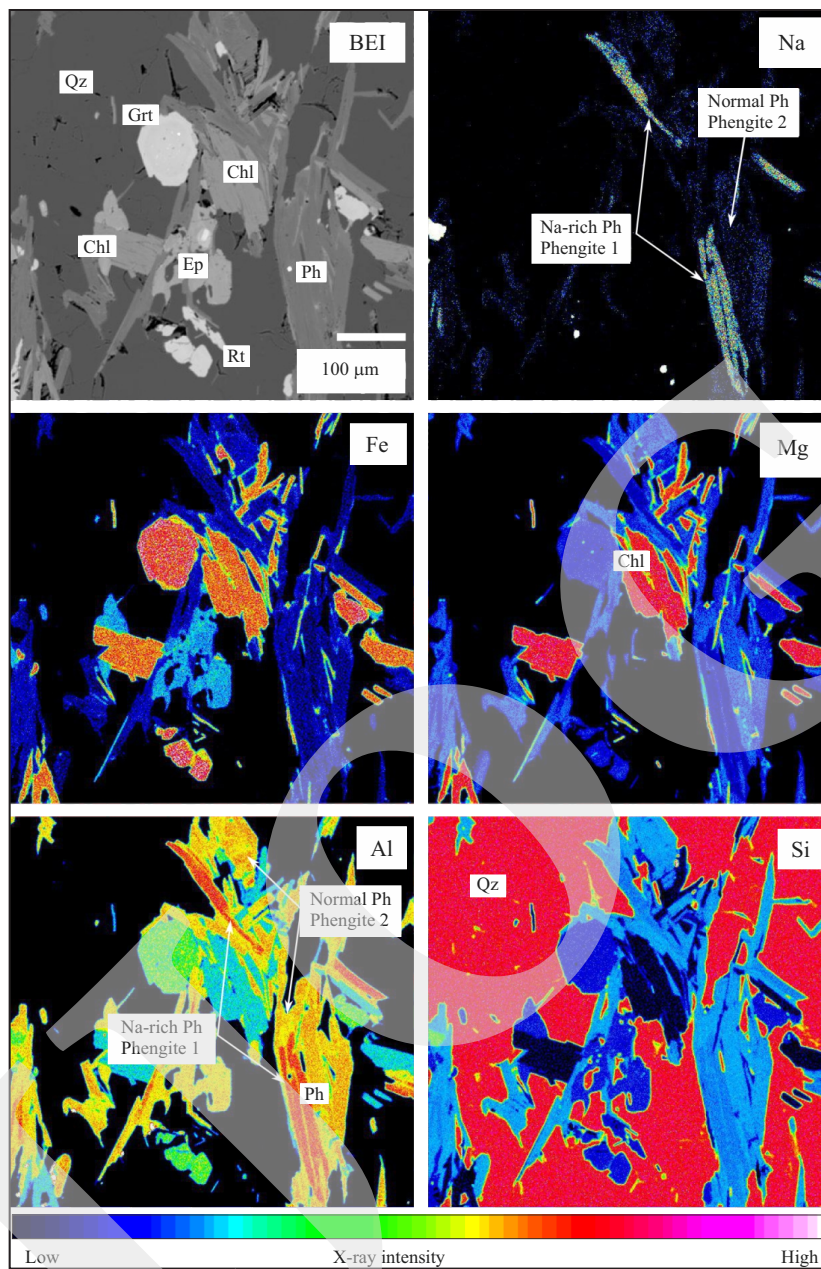 BEI
Qz
Grt
Chl
Chl
Ep
Ph
Rt
100 μm
Na
Normal Ph
Phengite 2
Na-rich Ph
Phengite 1
Fe
Mg
Chl
Al
Normal Ph
Phengite 2
Na-rich Ph
Phengite 1
Ph
Si
Qz
Low X-ray intensity High